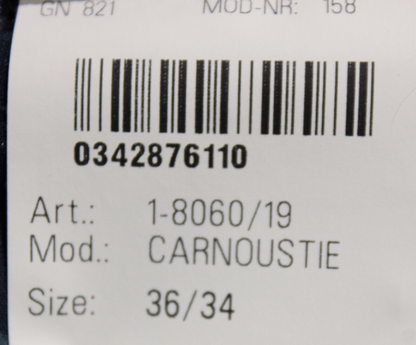 GN 821 MOD-NR: 158
0342876110
Art.: 1-8060/19
Mod.: CARNOUSTIE
Size: 36/34